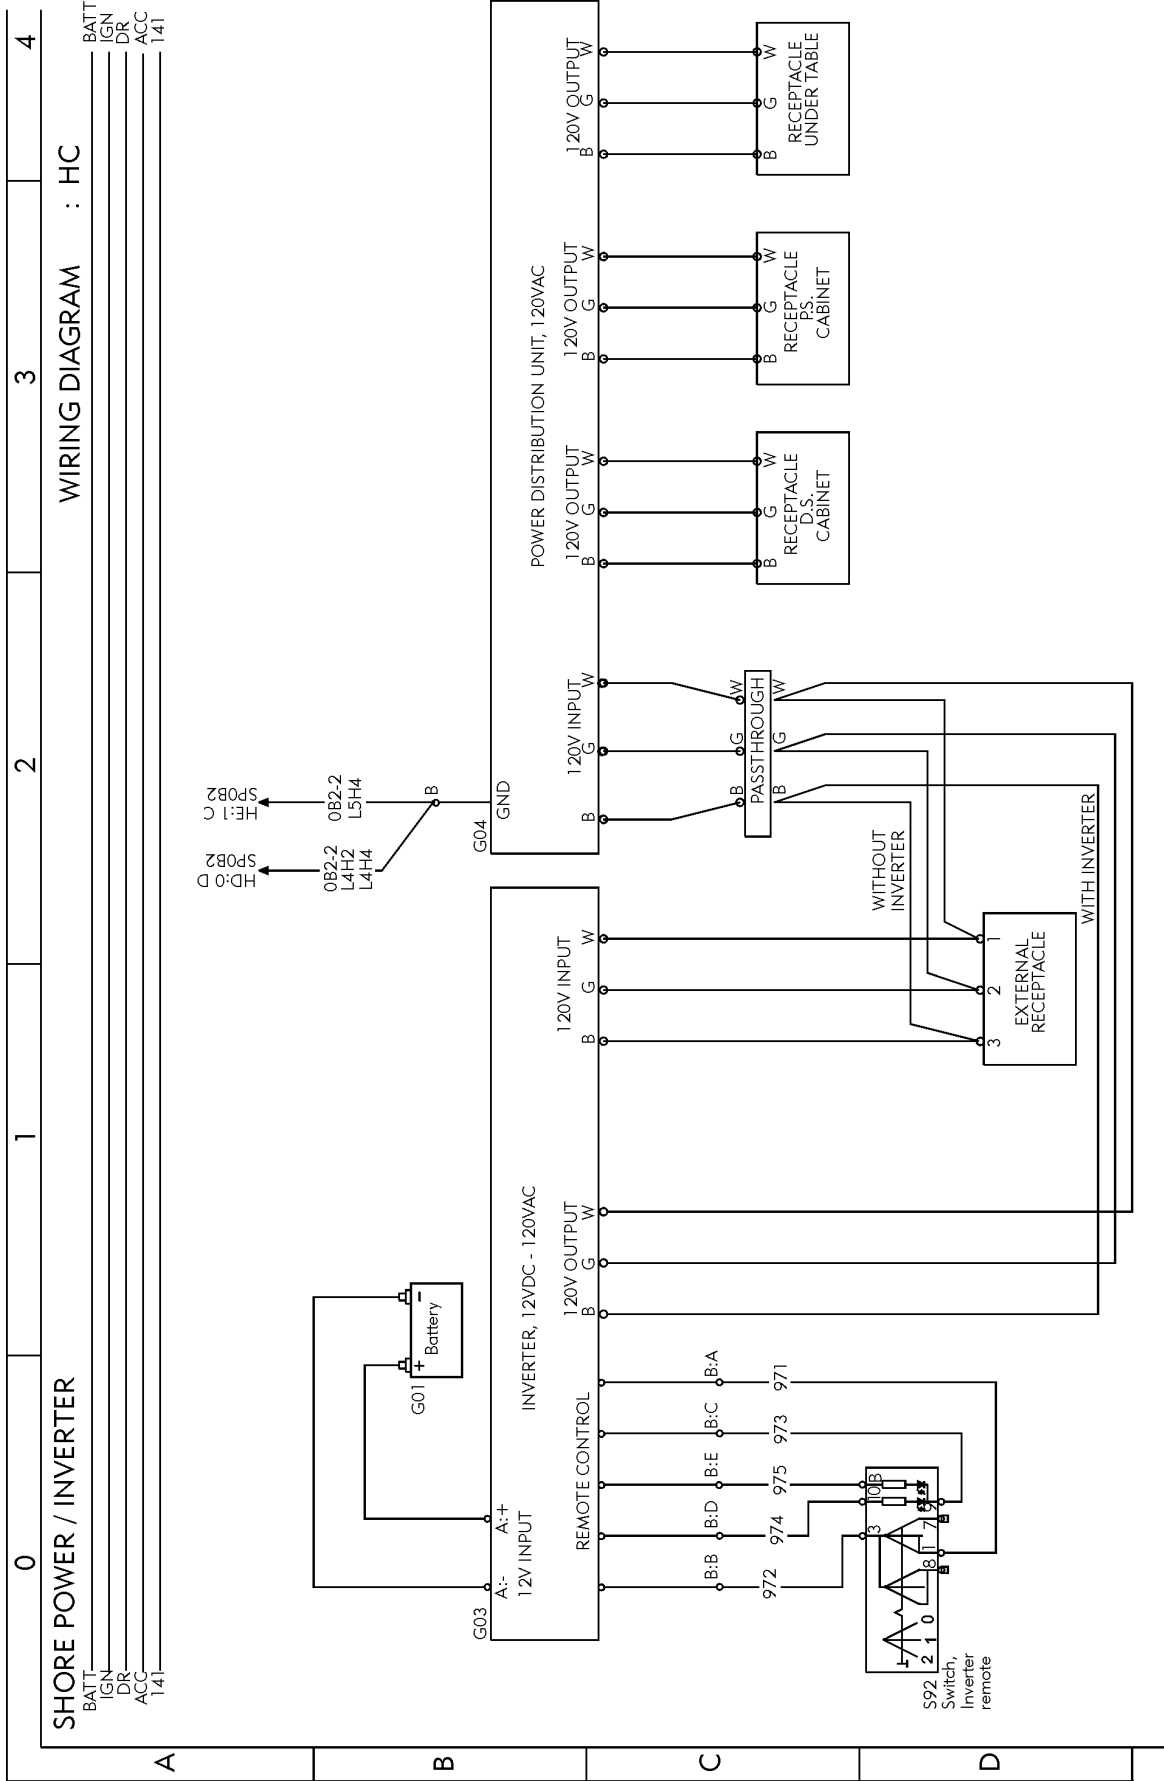 0 1 2 3 4
SHORE POWER / INVERTER
WIRING DIAGRAM : HC
BATT BATT
IGN IGN
DR DR
ACC ACC
141 141
A
B
C
D
HD:0 D
SP0B2
HE:1 C
SP0B2
0B2-2
L4H2
L4H4
0B2-2
L5H4
B
G01
+ -
Battery
G03
A:- A:+
12V INPUT
INVERTER, 12VDC - 120VAC
REMOTE CONTROL
120V OUTPUT
B G W
120V INPUT
B G W
G04
GND
POWER DISTRIBUTION UNIT, 120VAC
120V INPUT
B G W
120V OUTPUT
B G W
120V OUTPUT
B G W
120V OUTPUT
B G W
B:B B:D B:E B:C B:A
972 974 975 973 971
B G W
PASSTHROUGH
B G W
B G W
RECEPTACLE
D.S.
CABINET
B G W
RECEPTACLE
P.S.
CABINET
B G W
RECEPTACLE
UNDER TABLE
WITHOUT
INVERTER
WITH INVERTER
3 2 1
EXTERNAL
RECEPTACLE
3 10 B
2 1 0
8 1 7 9
S92
Switch,
Inverter
remote